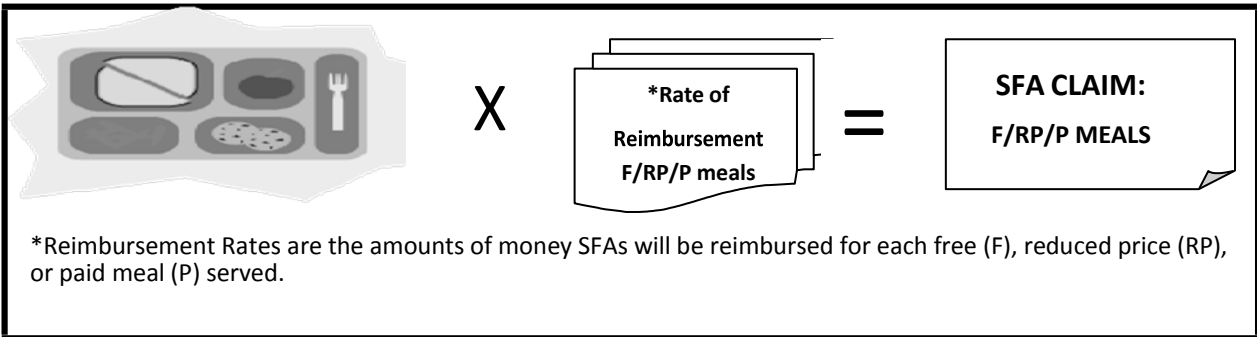 X
*Rate of
Reimbursement
F/RP/P meals
=
SFA CLAIM:
F/RP/P MEALS
*Reimbursement Rates are the amounts of money SFAs will be reimbursed for each free (F), reduced price (RP),
or paid meal (P) served.